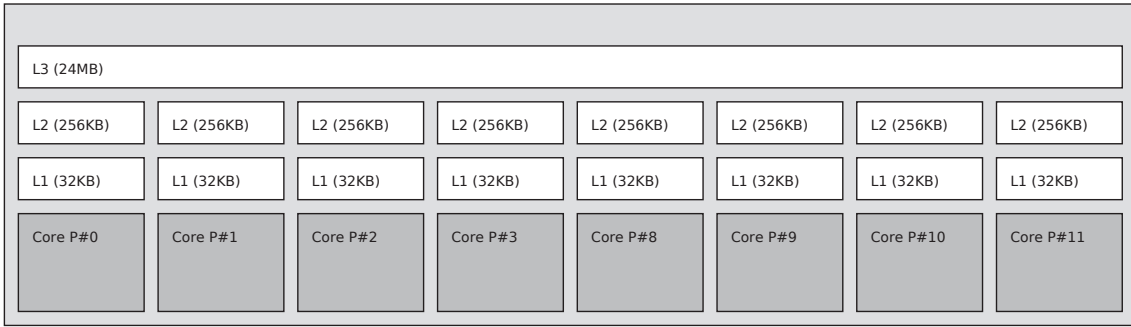 L3 (24MB)
L2 (256KB) L2 (256KB) L2 (256KB) L2 (256KB) L2 (256KB) L2 (256KB) L2 (256KB) L2 (256KB)
L1 (32KB) L1 (32KB) L1 (32KB) L1 (32KB) L1 (32KB) L1 (32KB) L1 (32KB) L1 (32KB)
Core P#0 Core P#1 Core P#2 Core P#3 Core P#8 Core P#9 Core P#10 Core P#11